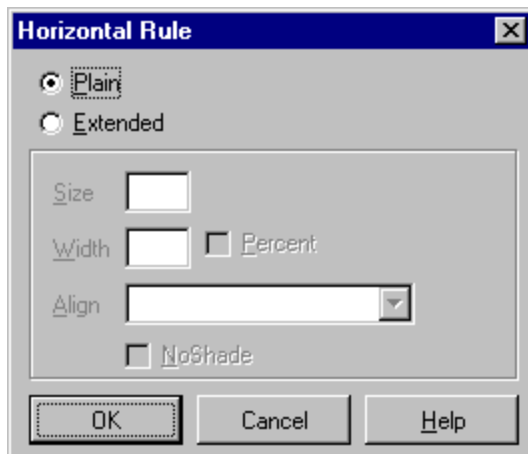 Horizontal Rule
Plain
Extended
Size
Width Percent
Align
NoShade
OK Cancel Help